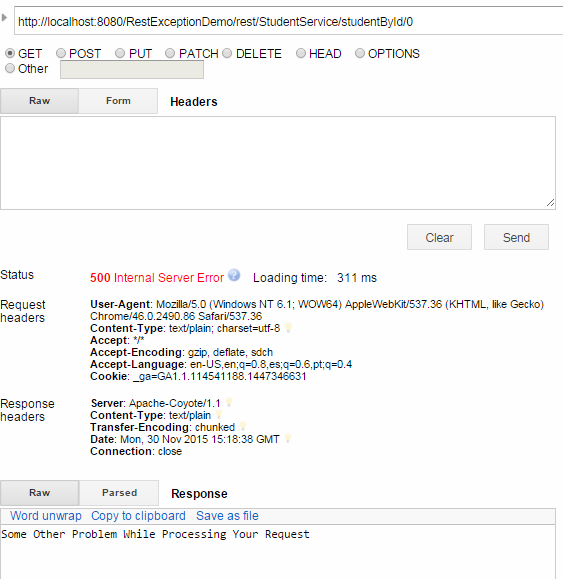 http://localhost:8080/RestExceptionDemo/rest/StudentService/studentById/0
GET POST PUT PATCH DELETE HEAD OPTIONS
Other
Raw Form Headers
Clear Send
Status 500 Internal Server Error ? Loading time: 311 ms
Request headers
User-Agent: Mozilla/5.0 (Windows NT 6.1; WOW64) AppleWebKit/537.36 (KHTML, like Gecko)
Chrome/46.0.2490.86 Safari/537.36
Content-Type: text/plain; charset=utf-8
Accept: */*
Accept-Encoding: gzip, deflate, sdch
Accept-Language: en-US,en;q=0.8,es;q=0.6,pt;q=0.4
Cookie: _ga=GA1.1.114541188.1447346631
Response headers
Server: Apache-Coyote/1.1
Content-Type: text/plain
Transfer-Encoding: chunked
Date: Mon, 30 Nov 2015 15:18:38 GMT
Connection: close
Raw Parsed Response
Word unwrap Copy to clipboard Save as file
Some Other Problem While Processing Your Request